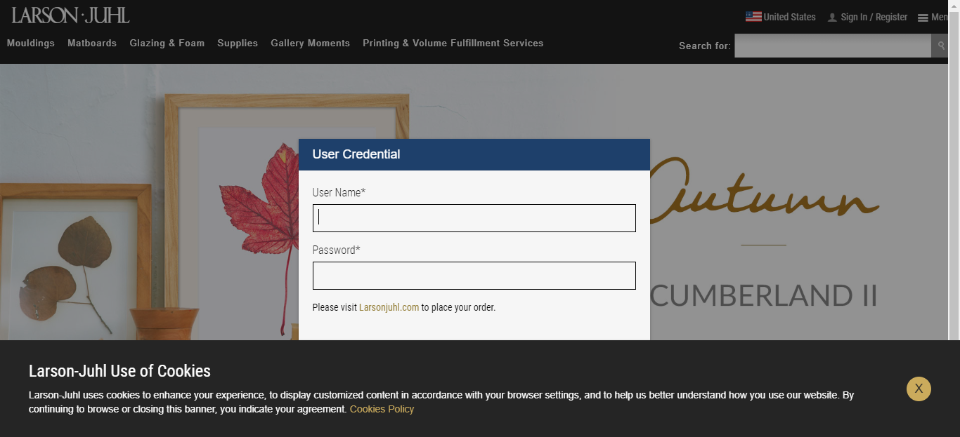 LARSON·JUHL
United States Sign In / Register Men
Mouldings Matboards Glazing & Foam Supplies Gallery Moments Printing & Volume Fulfillment Services
Search for:
User Credential
User Name*
Password*
Please visit Larsonjuhl.com to place your order.
Autumn
CUMBERLAND II
Larson-Juhl Use of Cookies
Larson-Juhl uses cookies to enhance your experience, to display customized content in accordance with your browser settings, and to help us better understand how you use our website. By
continuing to browse or closing this banner, you indicate your agreement. Cookies Policy
X